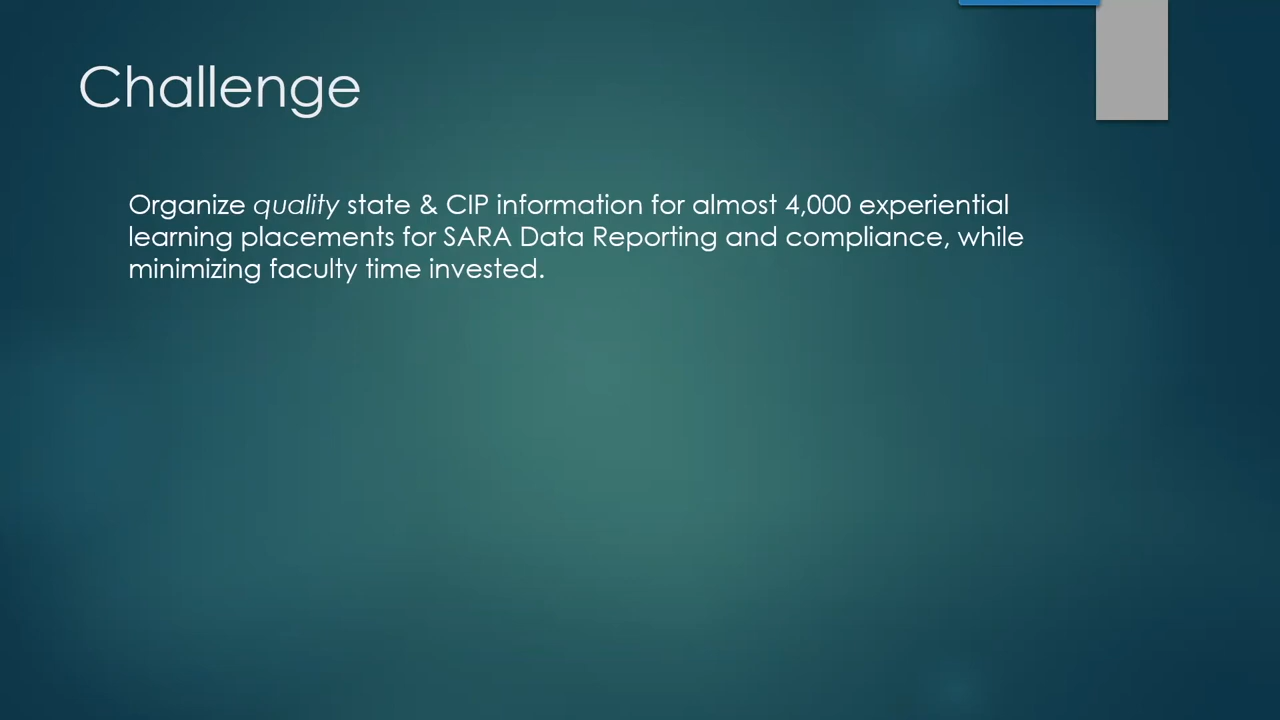 Challenge
Organize quality state & CIP information for almost 4,000 experiential
learning placements for SARA Data Reporting and compliance, while
minimizing faculty time invested.